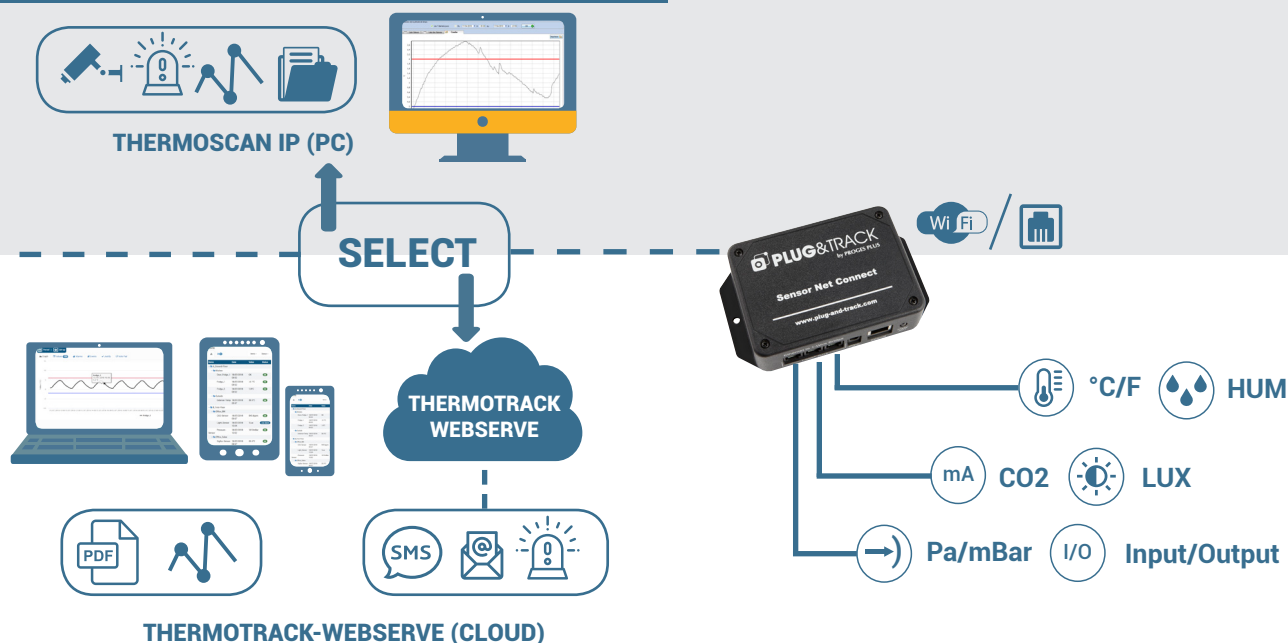 THERMOSCAN IP (PC)
SELECT
Wi Fi
PLUG&TRACK
by PROGES PLUS
Sensor Net Connect
www.plug-and-track.com
°C/F
HUM
THERMOTRACK
WEBSERVE
mA
CO2
LUX
PDF
SMS
@
Pa/mBar
I/O
Input/Output
THERMOTRACK-WEBSERVE (CLOUD)